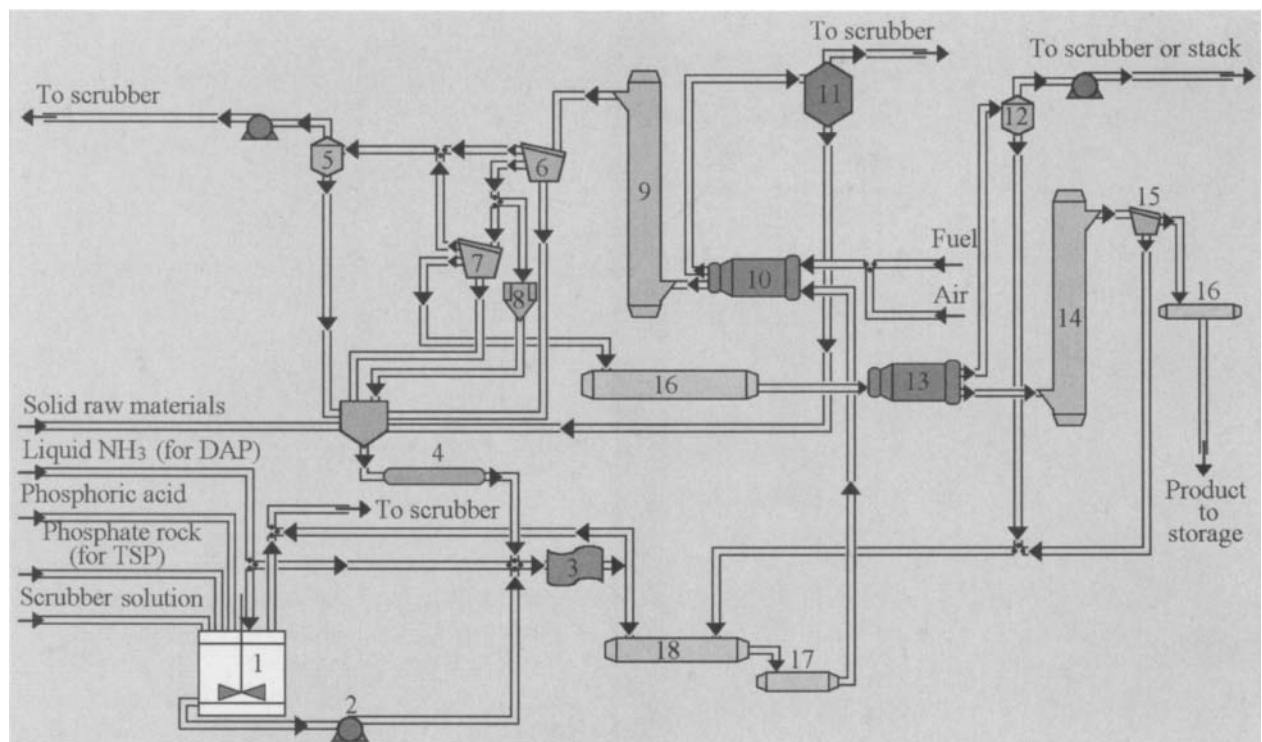 To scrubber
To scrubber or stack
11
To scrubber
12
5
6
9
15
7
Fuel
10
8
16
Air
14
13
16
Solid raw materials
4
Liquid NH3 (for DAP)
Product
to
storage
Phosphoric acid
To scrubber
Phosphate rock
(for TSP)
3
Scrubber solution
1
18
17
2